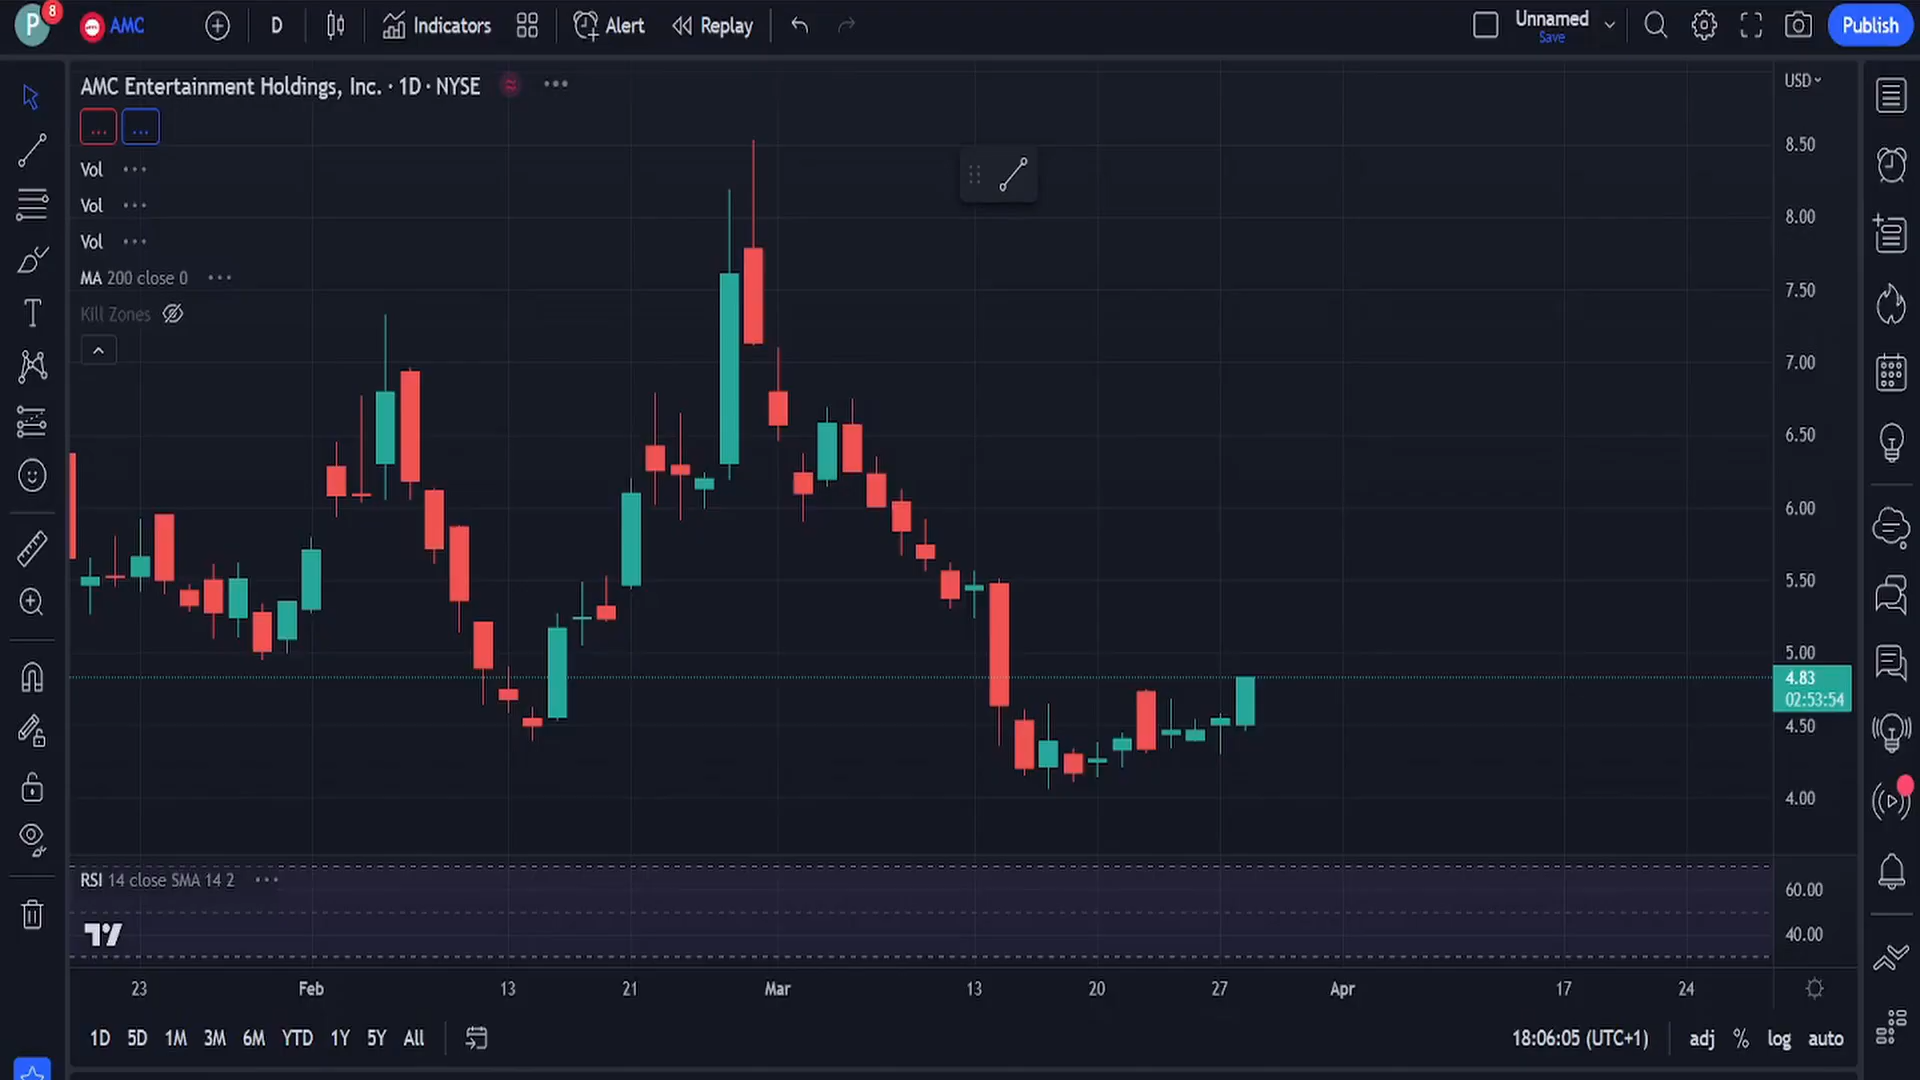 P 8 AMC D Indicators Alert Replay Unnamed Save Publish
AMC Entertainment Holdings, Inc. · 1D · NYSE
USD
... ...
Vol
Vol
Vol
MA 200 close 0
Kill Zones
8.50
8.00
7.50
7.00
6.50
6.00
5.50
5.00
4.83
02:53:54
4.50
4.00
RSI 14 close SMA 14 2
60.00
40.00
23 Feb 13 21 Mar 13 20 27 Apr 17 24
1D 5D 1M 3M 6M YTD 1Y 5Y All 18:06:05 (UTC+1) adj % log auto